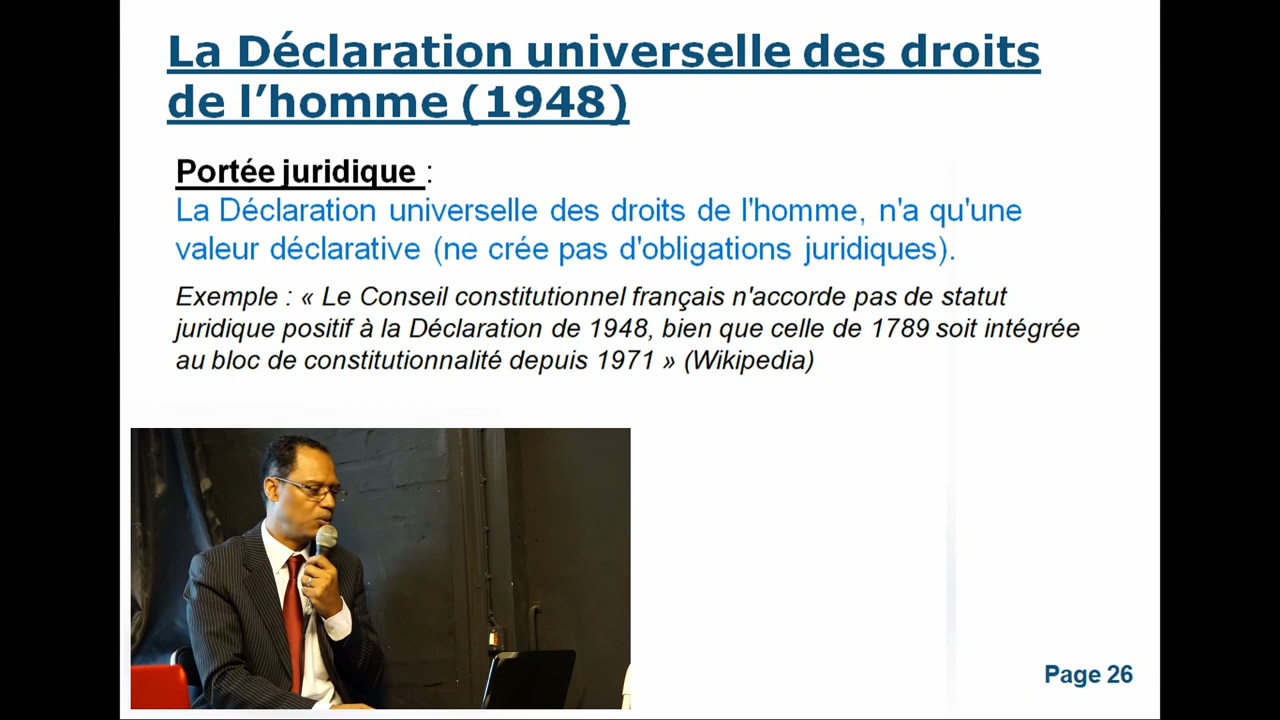 La Déclaration universelle des droits
de l’homme (1948)
Portée juridique :
La Déclaration universelle des droits de l'homme, n'a qu'une
valeur déclarative (ne crée pas d'obligations juridiques).
Exemple : « Le Conseil constitutionnel français n'accorde pas de statut
juridique positif à la Déclaration de 1948, bien que celle de 1789 soit intégrée
au bloc de constitutionnalité depuis 1971 » (Wikipedia)
Page 26